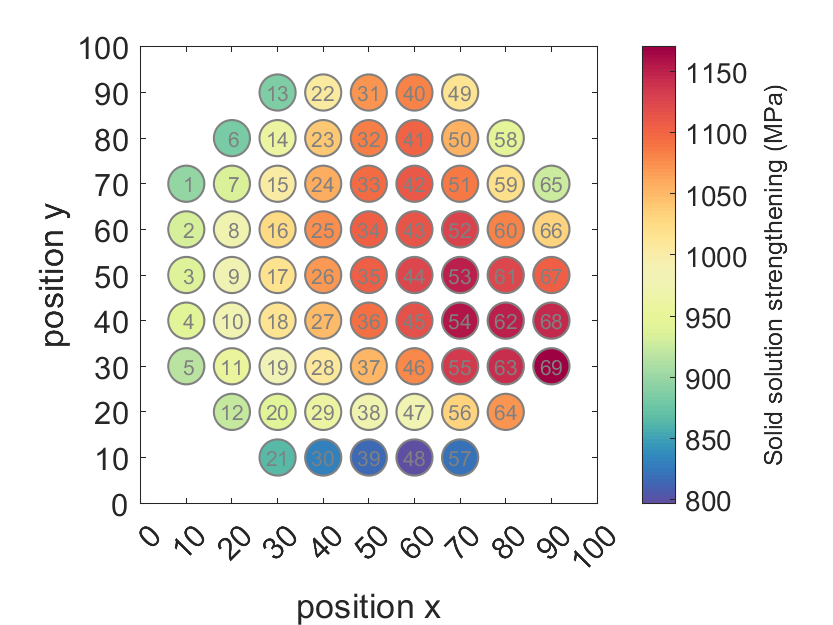 100
90
80
70
60
50
40
30
20
10
0
13 22 31 40 49
6 14 23 32 41 50 58
1 7 15 24 33 42 51 59 65
2 8 16 25 34 43 52 60 66
3 9 17 26 35 44 53 61 67
4 10 18 27 36 45 54 62 68
5 11 19 28 37 46 55 63 69
12 20 29 38 47 56 64
21 30 39 48 57
0 10 20 30 40 50 60 70 80 90 100
position x
position y
1150
1100
1050
1000
950
900
850
800
Solid solution strengthening (MPa)